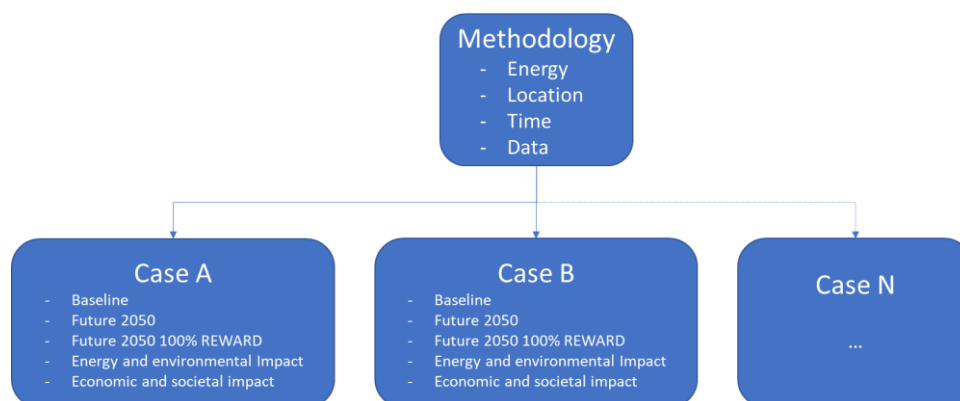 Methodology
- Energy
- Location
- Time
- Data
Case A
- Baseline
- Future 2050
- Future 2050 100% REWARD
- Energy and environmental Impact
- Economic and societal impact
Case B
- Baseline
- Future 2050
- Future 2050 100% REWARD
- Energy and environmental Impact
- Economic and societal impact
Case N
...